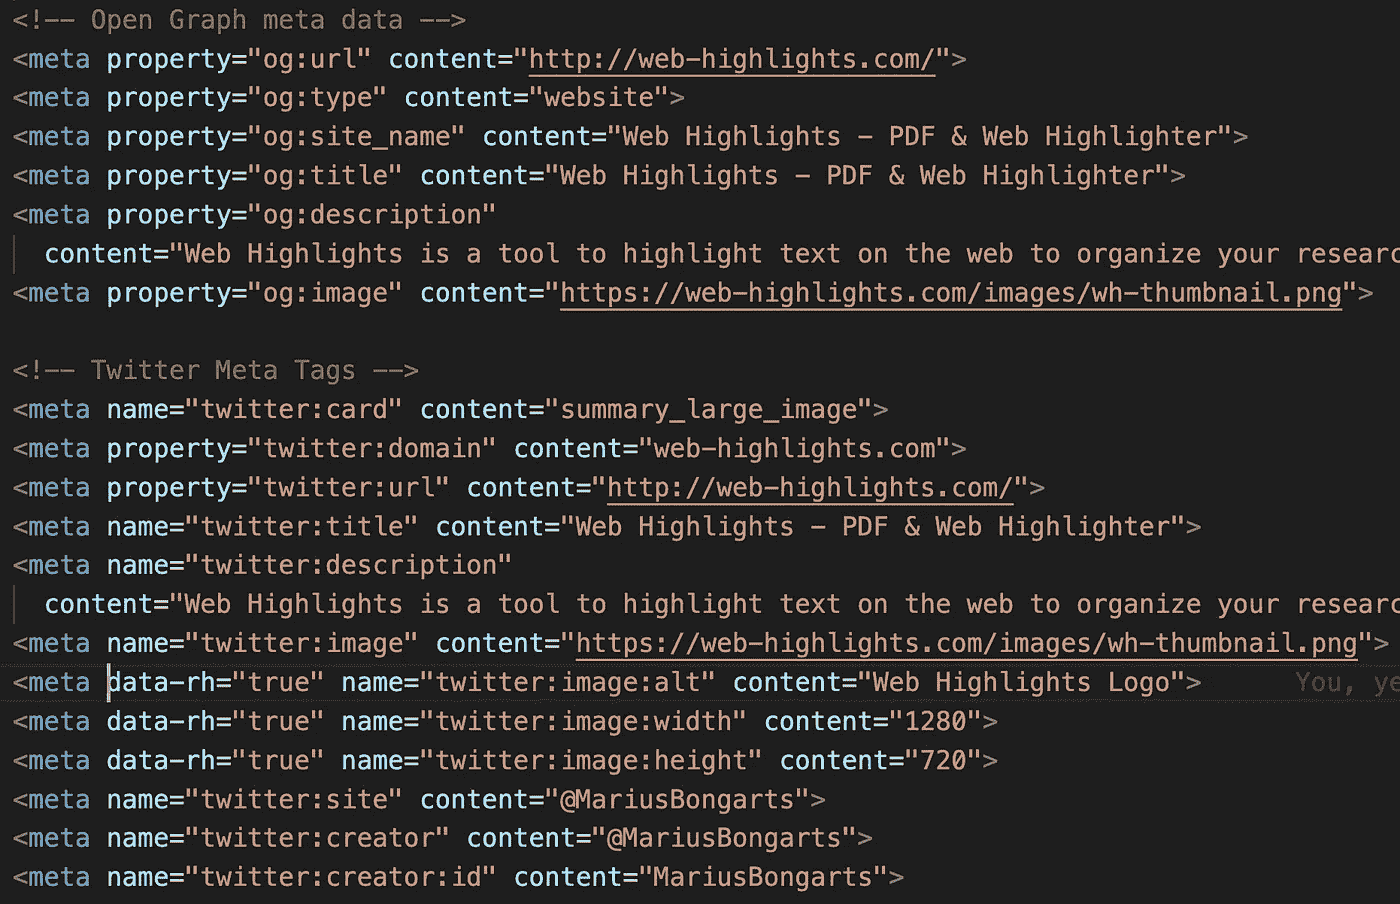 <!-- Open Graph meta data -->
<meta property="og:url" content="http://web-highlights.com/">
<meta property="og:type" content="website">
<meta property="og:site_name" content="Web Highlights - PDF & Web Highlighter">
<meta property="og:title" content="Web Highlights - PDF & Web Highlighter">
<meta property="og:description"
content="Web Highlights is a tool to highlight text on the web to organize your researc
<meta property="og:image" content="https://web-highlights.com/images/wh-thumbnail.png">
<!-- Twitter Meta Tags -->
<meta name="twitter:card" content="summary_large_image">
<meta property="twitter:domain" content="web-highlights.com">
<meta property="twitter:url" content="http://web-highlights.com/">
<meta name="twitter:title" content="Web Highlights - PDF & Web Highlighter">
<meta name="twitter:description"
content="Web Highlights is a tool to highlight text on the web to organize your researc
<meta name="twitter:image" content="https://web-highlights.com/images/wh-thumbnail.png">
<meta data-rh="true" name="twitter:image:alt" content="Web Highlights Logo"> You, ye
<meta data-rh="true" name="twitter:image:width" content="1280">
<meta data-rh="true" name="twitter:image:height" content="720">
<meta name="twitter:site" content="@MariusBongarts">
<meta name="twitter:creator" content="@MariusBongarts">
<meta name="twitter:creator:id" content="MariusBongarts">